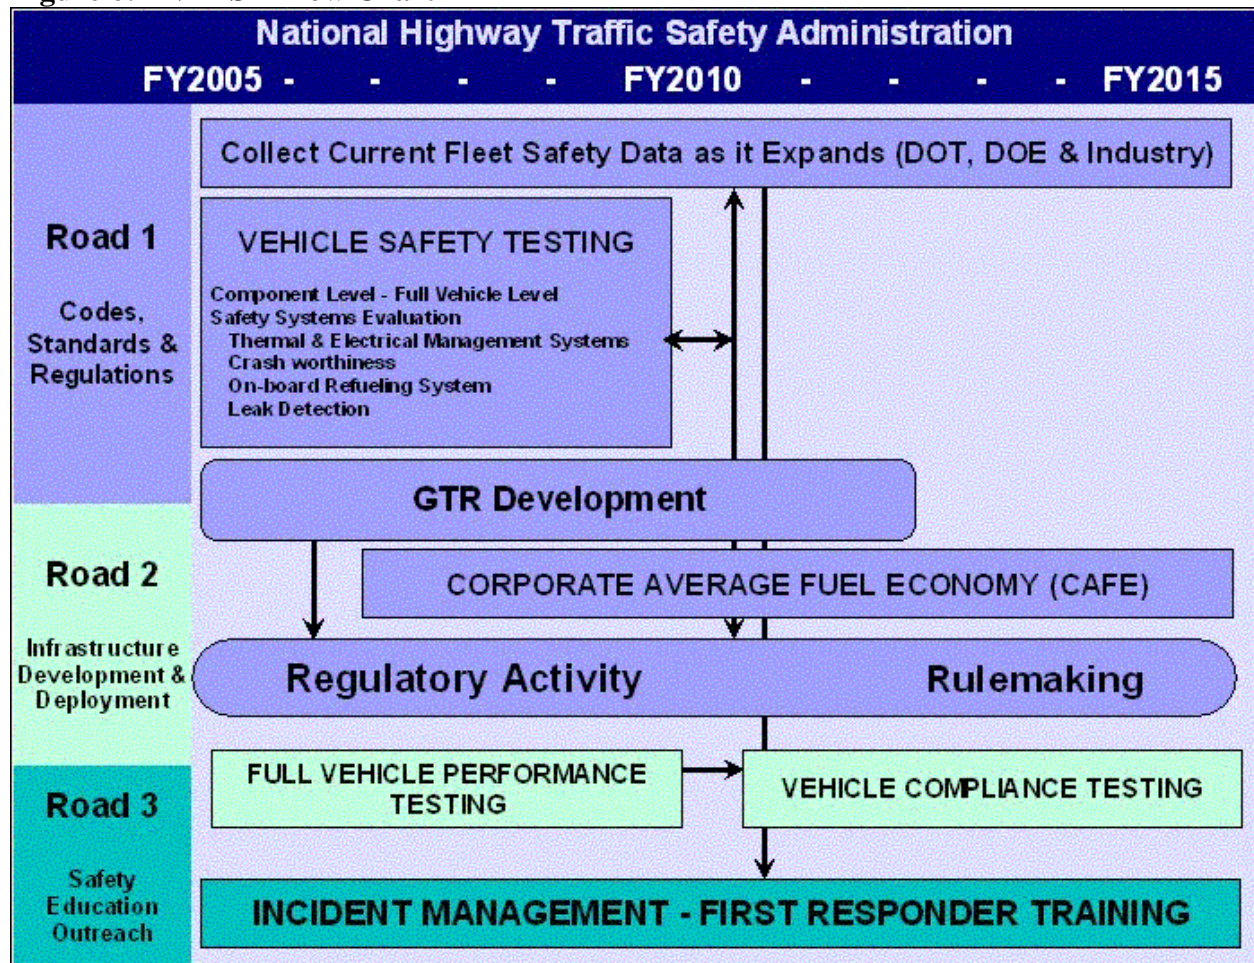 National Highway Traffic Safety Administration
FY2005 - - - - FY2010 - - - - FY2015
Collect Current Fleet Safety Data as it Expands (DOT, DOE & Industry)
Road 1
Codes,
Standards &
Regulations
VEHICLE SAFETY TESTING
Component Level - Full Vehicle Level
Safety Systems Evaluation
Thermal & Electrical Management Systems
Crash worthiness
On-board Refueling System
Leak Detection
GTR Development
Road 2
Infrastructure
Development &
Deployment
CORPORATE AVERAGE FUEL ECONOMY (CAFE)
Regulatory Activity Rulemaking
FULL VEHICLE PERFORMANCE
TESTING
VEHICLE COMPLIANCE TESTING
Road 3
Safety
Education
Outreach
INCIDENT MANAGEMENT - FIRST RESPONDER TRAINING